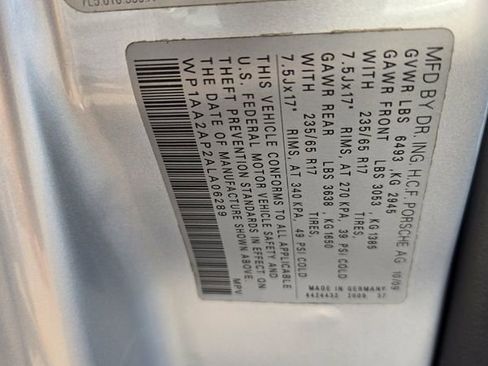 7L5.010.
MFD BY DR. ING. H.C.F. PORSCHE AG 10/09
GVWR LBS 6493 ,KG 2945
GAWR FRONT LBS 3053 ,KG 1385
WITH 235/65 R17 TIRES,
7.5Jx17" RIMS, AT 270 KPA, 39 PSI COLD
GAWR REAR LBS 3638 ,KG 1650
WITH 235/65 R17 TIRES,
7.5Jx17" RIMS, AT 340 KPA, 49 PSI COLD
THIS VEHICLE CONFORMS TO ALL APPLICABLE
U.S. FEDERAL MOTOR VEHICLE SAFETY AND
THEFT PREVENTION STANDARDS IN EFFECT ON
THE DATE OF MANUFACTURE SHOWN ABOVE
WP1AA2AP2ALA06289 MPV
MADE IN GERMANY
2009 37